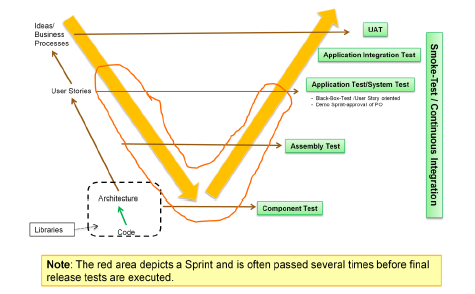 Ideas/
Business
Processes
UAT
Application Integration Test
User Stories
Application Test/System Test
- Black-Box-Test /User Story oriented
- Demo Sprint-approval of PO
Assembly Test
Architecture
Component Test
Libraries
Code
Smoke-Test / Continuous Integration
Note: The red area depicts a Sprint and is often passed several times before final
release tests are executed.